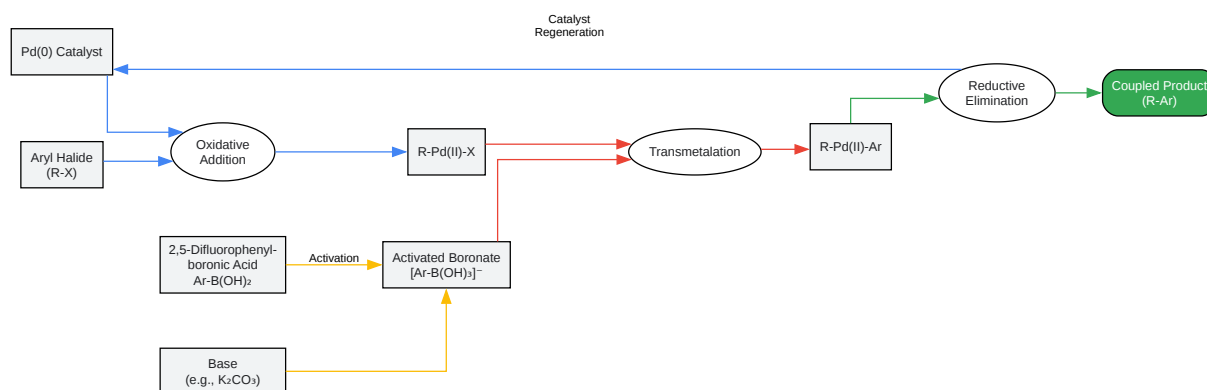 Catalyst
Regeneration
Pd(0) Catalyst
Reductive
Elimination
Coupled Product
(R-Ar)
Oxidative
Addition
Aryl Halide
(R-X)
R-Pd(II)-X
Transmetalation
R-Pd(II)-Ar
2,5-Difluorophenyl-
boronic Acid
Ar-B(OH)₂
Activation
Activated Boronate
[Ar-B(OH)₃]⁻
Base
(e.g., K₂CO₃)